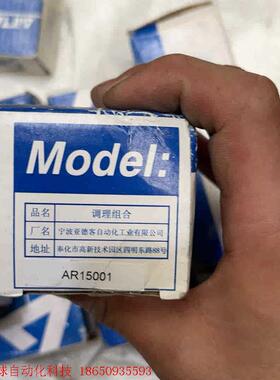 Model:
品名 调理组合
厂名 宁波亚德客自动化工业有限公司
地址 奉化市高新技术园区四明东路88号
AR15001
球自动化科技 18650935593